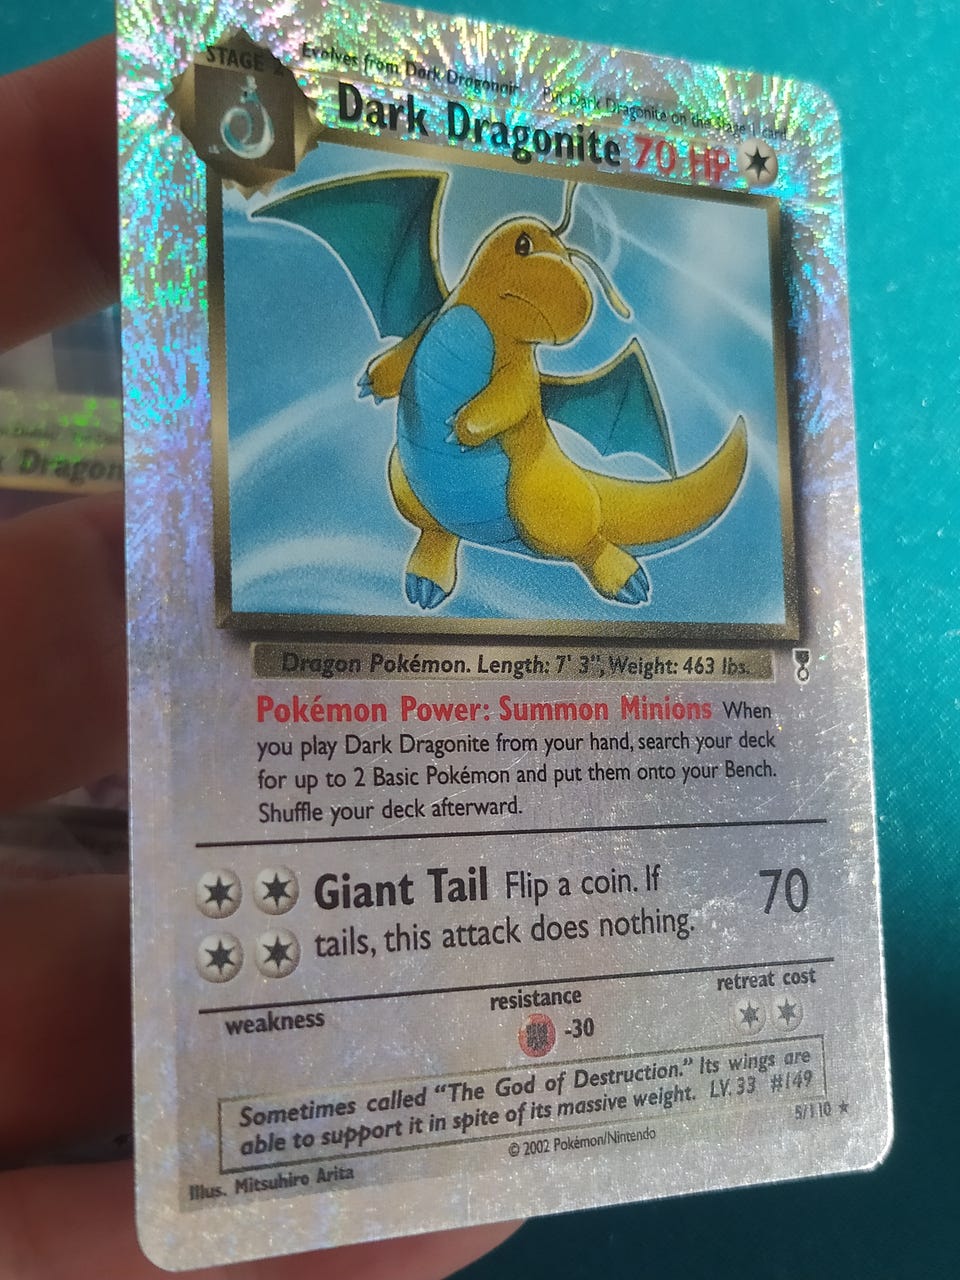 STAGE 2
Evolves from Dark Dragonair Put Dark Dragonite on the Stage 1 card
Dark Dragonite 70 HP
Dragon
Dragon Pokémon. Length: 7' 3", Weight: 463 lbs.
Pokémon Power: Summon Minions When
you play Dark Dragonite from your hand, search your deck
for up to 2 Basic Pokémon and put them onto your Bench.
Shuffle your deck afterward.
Giant Tail Flip a coin. If 70
tails, this attack does nothing.
weakness resistance retreat cost
-30
Sometimes called “The God of Destruction.” Its wings are
able to support it in spite of its massive weight. LV. 33 #149
5/110
Illus. Mitsuhiro Arita © 2002 Pokémon/Nintendo